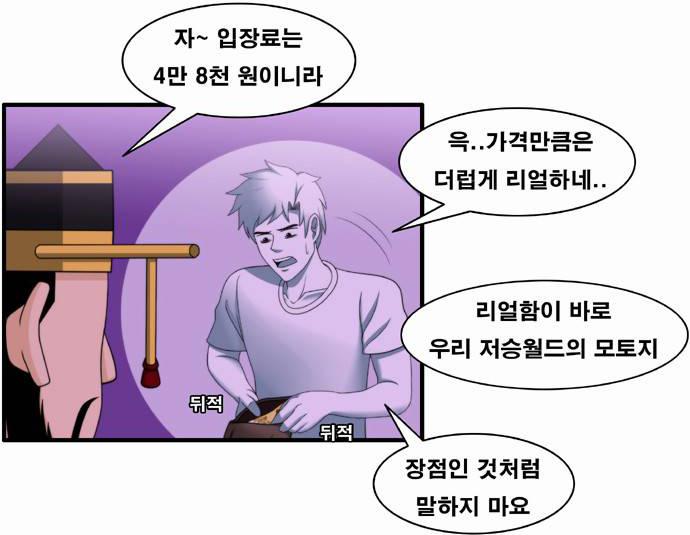 자~ 입장료는
4만 8천 원이니라
윽..가격만큼은
더럽게 리얼하네..
리얼함이 바로
우리 저승월드의 모토지
뒤적
뒤적
장점인 것처럼
말하지 마요